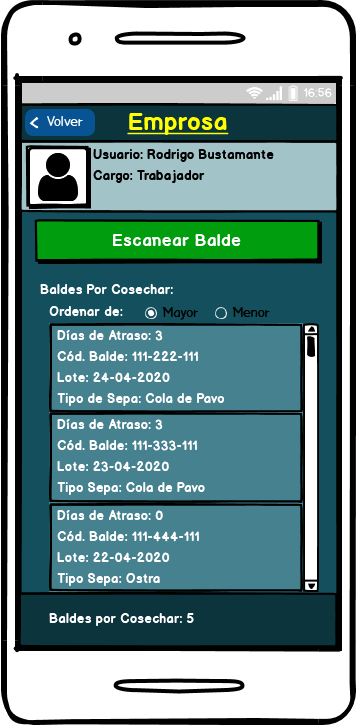 16:56
Volver
Emprosa
Usuario: Rodrigo Bustamante
Cargo: Trabajador
Escanear Balde
Baldes Por Cosechar:
Ordenar de: Mayor Menor
Días de Atraso: 3
Cód. Balde: 111-222-111
Lote: 24-04-2020
Tipo de Sepa: Cola de Pavo
Días de Atraso: 3
Cód. Balde: 111-333-111
Lote: 23-04-2020
Tipo Sepa: Cola de Pavo
Días de Atraso: 0
Cód. Balde: 111-444-111
Lote: 22-04-2020
Tipo Sepa: Ostra
Baldes por Cosechar: 5